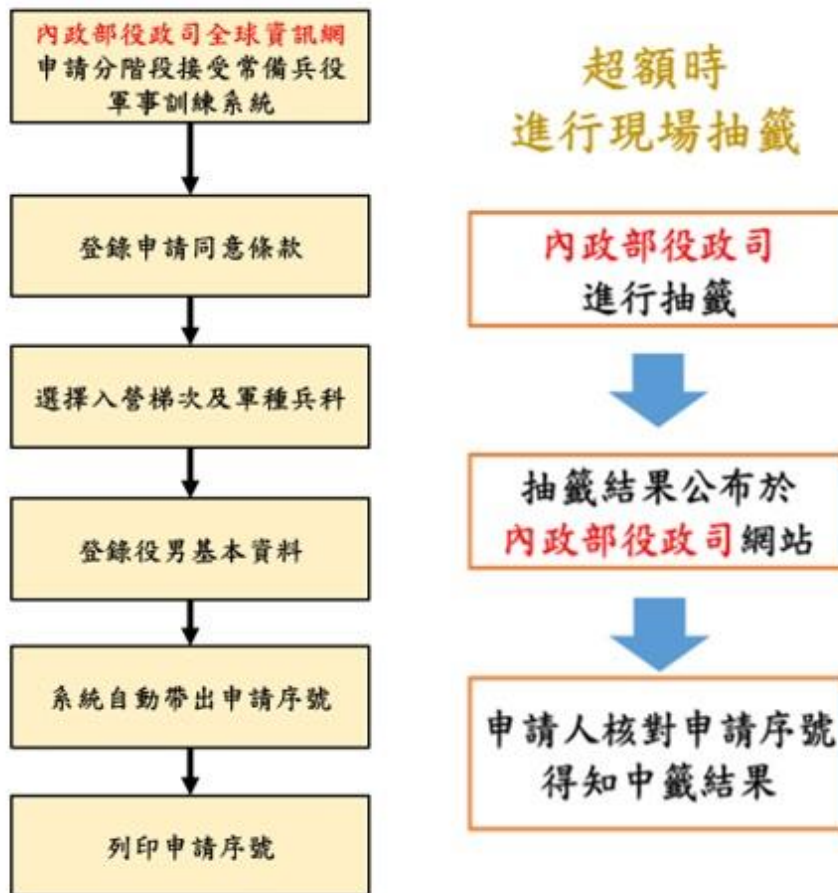 內政部役政司全球資訊網
申請分階段接受常備兵役
軍事訓練系統
登錄申請同意條款
選擇入營梯次及軍種兵科
登錄役男基本資料
系統自動帶出申請序號
列印申請序號
超額時
進行現場抽籤
內政部役政司
進行抽籤
抽籤結果公布於
內政部役政司網站
申請人核對申請序號
得知中籤結果